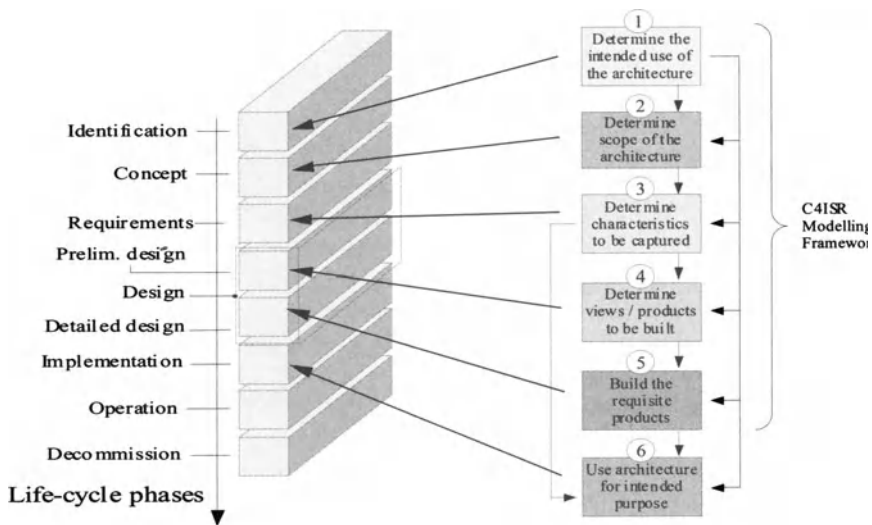 Identification
Concept
Requirements
Prelim. design
Design
Detailed design
Implementation
Operation
Decommission
Life-cycle phases
1
Determine the
intended use of
the architecture
2
Determine
scope of the
architecture
3
Determine
characteristics
to be captured
4
Determine
views / products
to be built
5
Build the
requisite
products
6
Use architecture
for intended
purpose
C4ISR
Modelling
Framewor